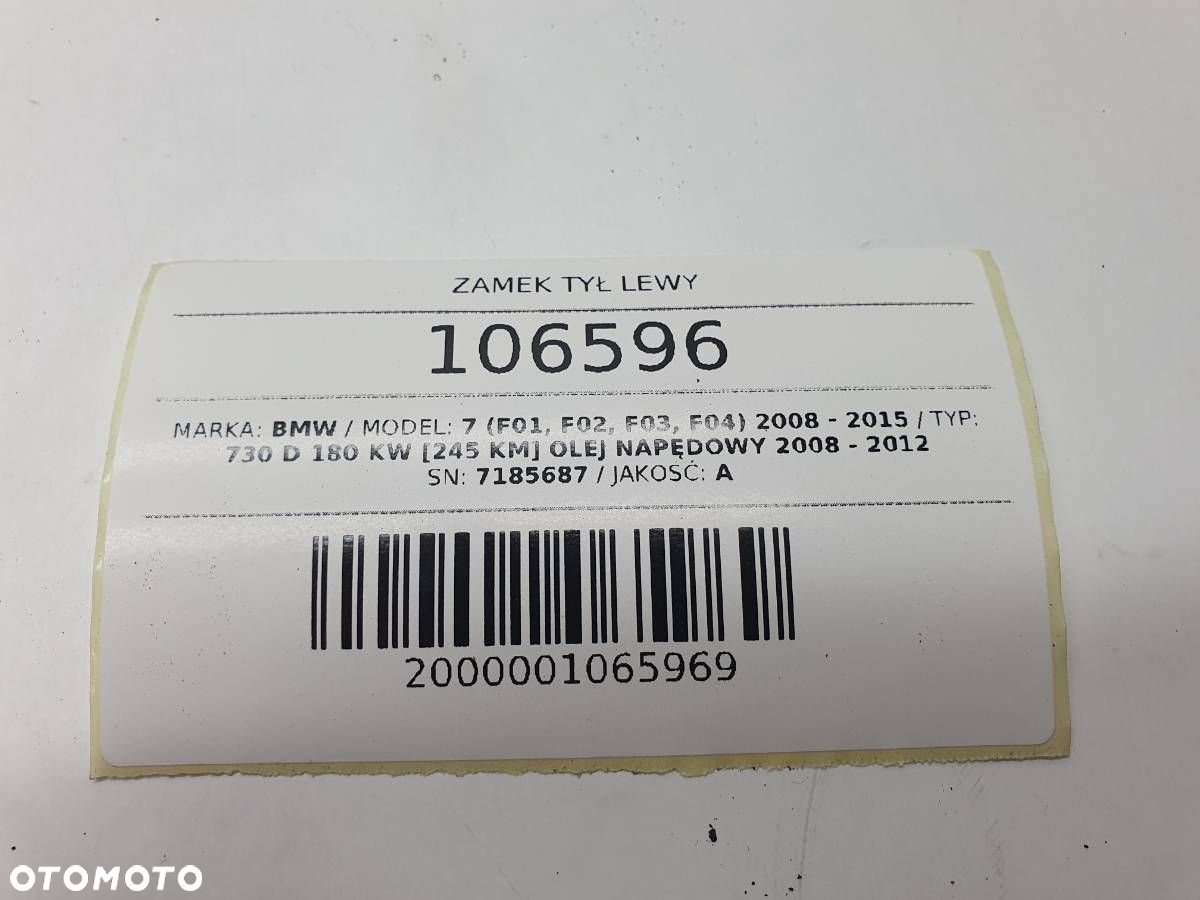 ZAMEK TYŁ LEWY
106596
MARKA: BMW / MODEL: 7 (F01, F02, F03, F04) 2008 - 2015 / TYP:
730 D 180 KW [245 KM] OLEJ NAPĘDOWY 2008 - 2012
SN: 7185687 / JAKOŚĆ: A
2000001065969
OTOMOTO